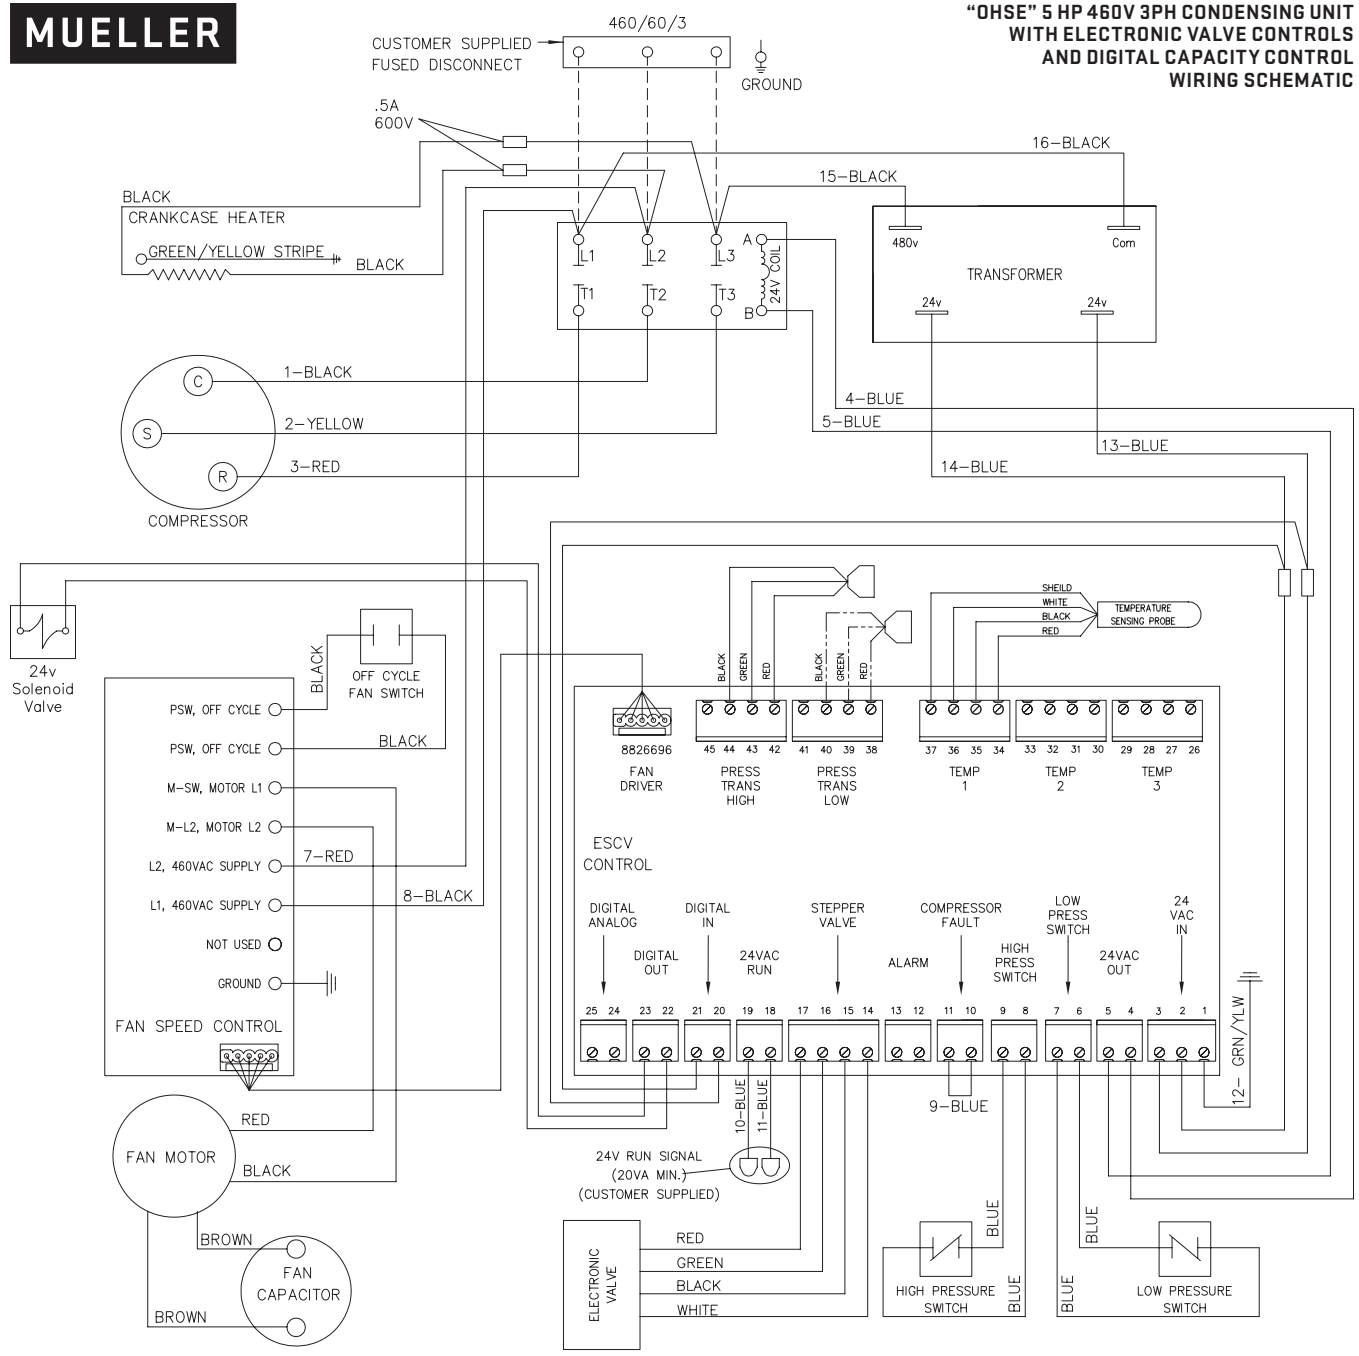 MUELLER
"OHSE" 5 HP 460V 3PH CONDENSING UNIT
WITH ELECTRONIC VALVE CONTROLS
AND DIGITAL CAPACITY CONTROL
WIRING SCHEMATIC
460/60/3
CUSTOMER SUPPLIED
FUSED DISCONNECT
GROUND
.5A
600V
16-BLACK
15-BLACK
BLACK
CRANKCASE HEATER
GREEN/YELLOW STRIPE
BLACK
L1
L2
L3
A
24V COIL
T1
T2
T3
B
480v
Com
TRANSFORMER
24v
24v
C
1-BLACK
S
2-YELLOW
R
3-RED
COMPRESSOR
4-BLUE
5-BLUE
13-BLUE
14-BLUE
24v
Solenoid
Valve
BLACK
OFF CYCLE
FAN SWITCH
PSW, OFF CYCLE
PSW, OFF CYCLE
BLACK
M-SW, MOTOR L1
M-L2, MOTOR L2
L2, 460VAC SUPPLY
7-RED
L1, 460VAC SUPPLY
8-BLACK
NOT USED
GROUND
FAN SPEED CONTROL
BLACK
GREEN
RED
BLACK
GREEN
RED
SHEILD
WHITE
BLACK
RED
TEMPERATURE
SENSING PROBE
8826696
FAN
DRIVER
45 44 43 42
PRESS
TRANS
HIGH
41 40 39 38
PRESS
TRANS
LOW
37 36 35 34
TEMP
1
33 32 31 30
TEMP
2
29 28 27 26
TEMP
3
ESCV
CONTROL
DIGITAL
ANALOG
DIGITAL
OUT
DIGITAL
IN
24VAC
RUN
STEPPER
VALVE
ALARM
COMPRESSOR
FAULT
HIGH
PRESS
SWITCH
LOW
PRESS
SWITCH
24VAC
OUT
24
VAC
IN
25 24 23 22 21 20 19 18 17 16 15 14 13 12 11 10 9 8 7 6 5 4 3 2 1
10-BLUE
11-BLUE
9-BLUE
12- GRN/YLW
24V RUN SIGNAL
(20VA MIN.)
(CUSTOMER SUPPLIED)
FAN MOTOR
RED
BLACK
BROWN
FAN
CAPACITOR
BROWN
ELECTRONIC
VALVE
RED
GREEN
BLACK
WHITE
BLUE
HIGH PRESSURE
SWITCH
BLUE
BLUE
BLUE
LOW PRESSURE
SWITCH